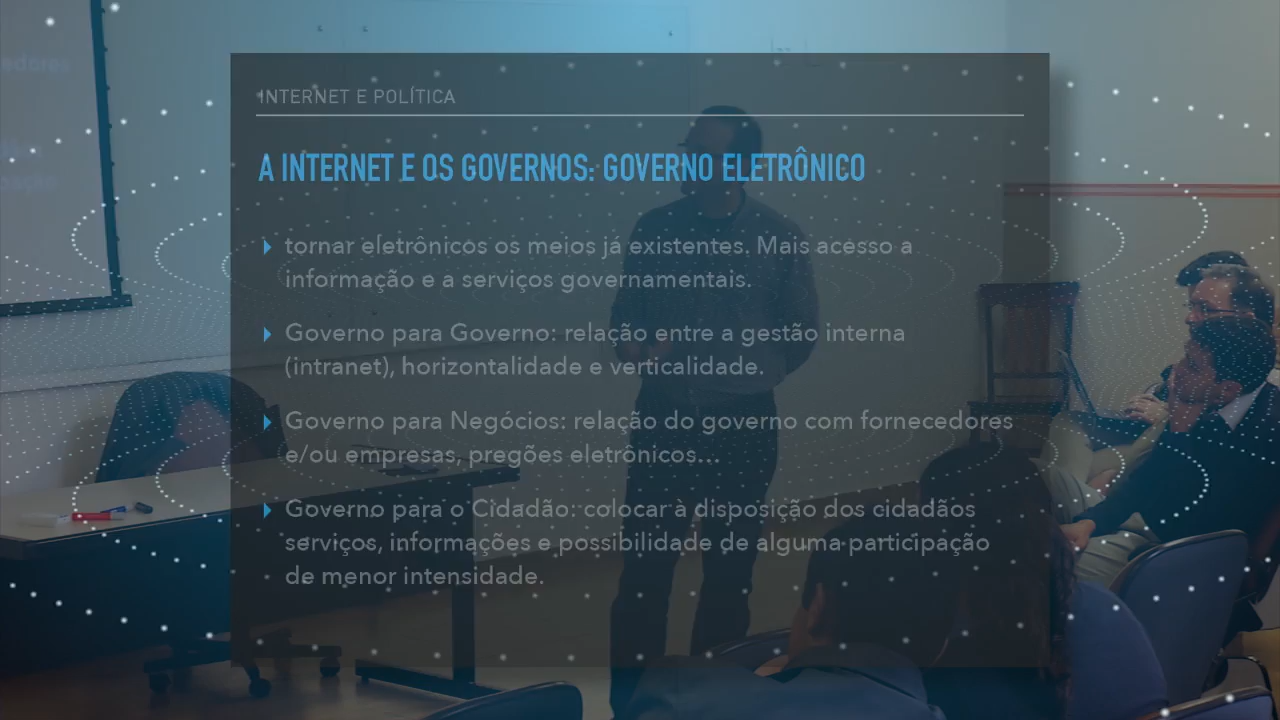 INTERNET E POLÍTICA
A INTERNET E OS GOVERNOS: GOVERNO ELETRÔNICO
tornar eletrônicos os meios já existentes. Mais acesso a
informação e a serviços governamentais.
Governo para Governo: relação entre a gestão interna
(intranet), horizontalidade e verticalidade.
Governo para Negócios: relação do governo com fornecedores
e/ou empresas, pregões eletrônicos...
Governo para o Cidadão: colocar à disposição dos cidadãos
serviços, informações e possibilidade de alguma participação
de menor intensidade.